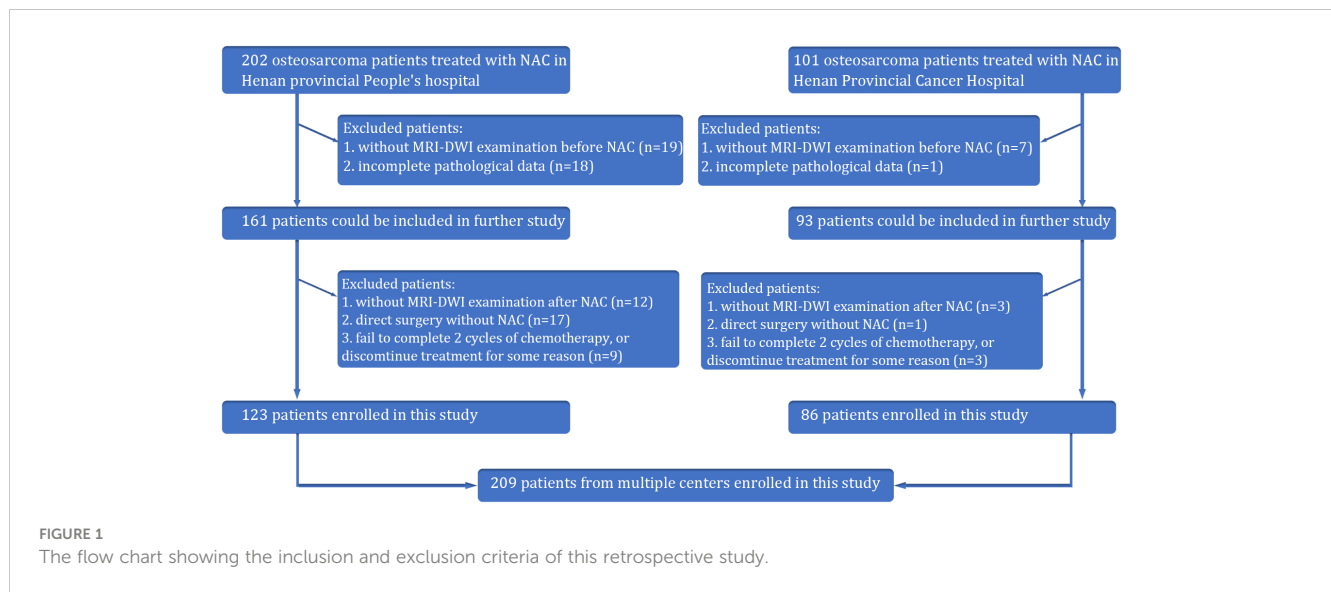 202 osteosarcoma patients treated with NAC in
Henan provincial People's hospital
101 osteosarcoma patients treated with NAC in
Henan Provincial Cancer Hospital
Excluded patients:
1. without MRI-DWI examination before NAC (n=19)
2. incomplete pathological data (n=18)
Excluded patients:
1. without MRI-DWI examination before NAC (n=7)
2. incomplete pathological data (n=1)
161 patients could be included in further study
93 patients could be included in further study
Excluded patients:
1. without MRI-DWI examination after NAC (n=12)
2. direct surgery without NAC (n=17)
3. fail to complete 2 cycles of chemotherapy, or
discomtinue treatment for some reason (n=9)
Excluded patients:
1. without MRI-DWI examination after NAC (n=3)
2. direct surgery without NAC (n=1)
3. fail to complete 2 cycles of chemotherapy, or
discomtinue treatment for some reason (n=3)
123 patients enrolled in this study
86 patients enrolled in this study
209 patients from multiple centers enrolled in this study
FIGURE 1
The flow chart showing the inclusion and exclusion criteria of this retrospective study.